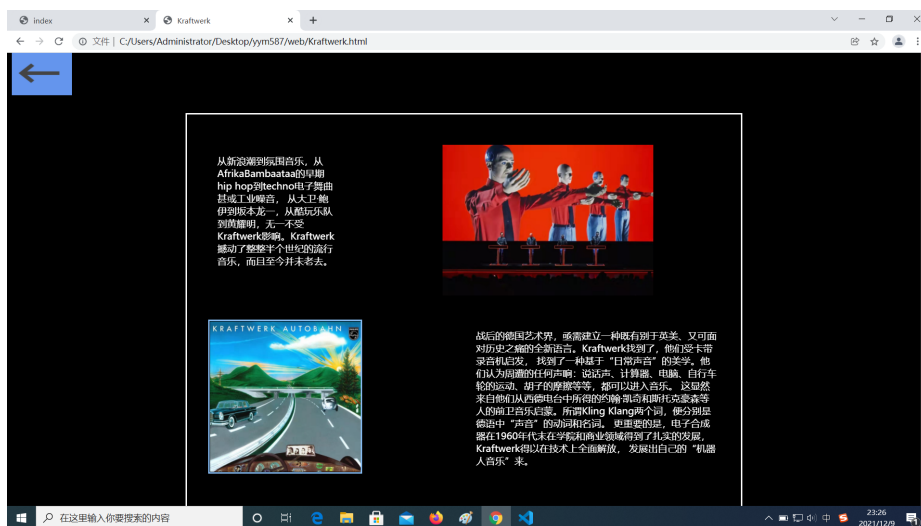 index
Kraftwerk
文件 | C:/Users/Administrator/Desktop/yym587/web/Kraftwerk.html
从新浪潮到氛围音乐，从
AfrikaBambaataa的早期
hip hop到techno电子舞曲
甚或工业噪音， 从大卫·鲍
伊到坂本龙一，从酷玩乐队
到黄耀明，无一不受
Kraftwerk影响。Kraftwerk
撼动了整整半个世纪的流行
音乐，而且至今并未老去。
KRAFTWERK AUTOBAHN
战后的德国艺术界，亟需建立一种既有别于英美、又可面
对历史之痛的全新语言。Kraftwerk找到了，他们受卡带
录音机启发， 找到了一种基于“日常声音”的美学。他
们认为周遭的任何声响：说话声、计算器、电脑、自行车
轮的运动、胡子的摩擦等等，都可以进入音乐。 这显然
来自他们从西德电台中所得的约翰·凯奇和斯托克豪森等
人的前卫音乐启蒙。所谓Kling Klang两个词，便分别是
德语中“声音”的动词和名词。 更重要的是，电子合成
器在1960年代末在学院和商业领域得到了扎实的发展，
Kraftwerk得以在技术上全面解放， 发展出自己的“机器
人音乐”来。
在这里输入你要搜索的内容
中
23:26
2021/12/9